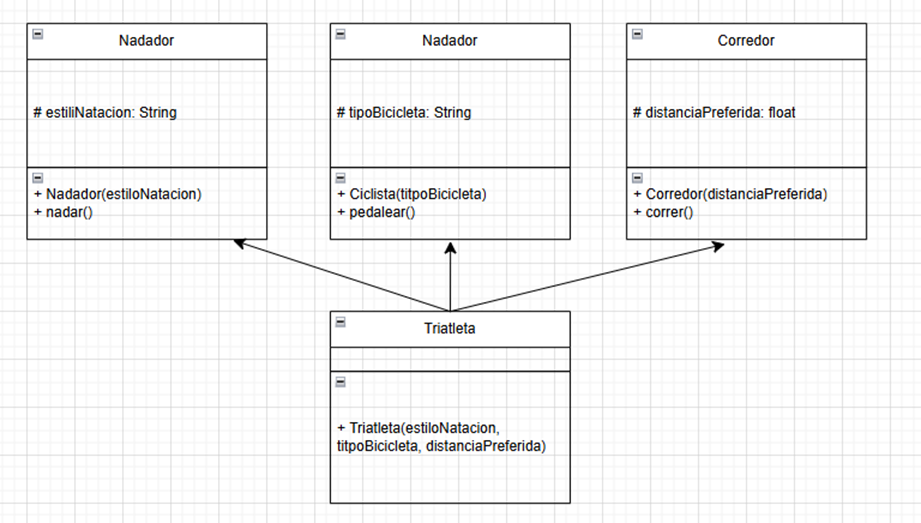 Nadador
# estiliNatacion: String
+ Nadador(estiloNatacion)
+ nadar()
Nadador
# tipoBicicleta: String
+ Ciclista(titpoBicicleta)
+ pedalear()
Corredor
# distanciaPreferida: float
+ Corredor(distanciaPreferida)
+ correr()
Triatleta
+ Triatleta(estiloNatacion,
titpoBicicleta, distanciaPreferida)